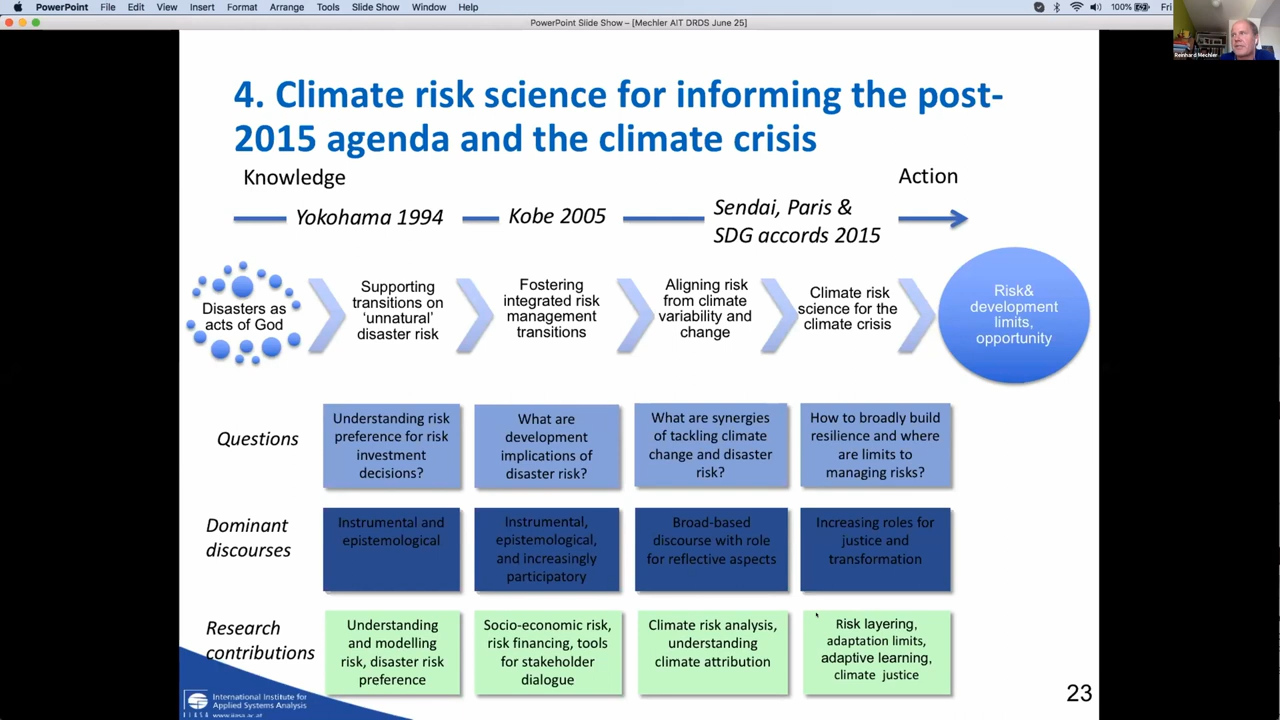 PowerPoint File Edit View Insert Format Arrange Tools Slide Show Window Help 100% Fri
PowerPoint Slide Show – [Mechler AIT DRDS June 25]
Reinhard Mechler
4. Climate risk science for informing the post-
2015 agenda and the climate crisis
Knowledge
Action
Yokohama 1994
Kobe 2005
Sendai, Paris &
SDG accords 2015
Disasters as
acts of God
Supporting
transitions on
‘unnatural’
disaster risk
Fostering
integrated risk
management
transitions
Aligning risk
from climate
variability and
change
Climate risk
science for the
climate crisis
Risk&
development
limits,
opportunity
Questions
Understanding risk
preference for risk
investment
decisions?
What are
development
implications of
disaster risk?
What are synergies
of tackling climate
change and disaster
risk?
How to broadly build
resilience and where
are limits to
managing risks?
Dominant
discourses
Instrumental and
epistemological
Instrumental,
epistemological,
and increasingly
participatory
Broad-based
discourse with role
for reflective aspects
Increasing roles for
justice and
transformation
Research
contributions
Understanding
and modelling
risk, disaster risk
preference
Socio-economic risk,
risk financing, tools
for stakeholder
dialogue
Climate risk analysis,
understanding
climate attribution
Risk layering,
adaptation limits,
adaptive learning,
climate justice
IIASA
International Institute for
Applied Systems Analysis
www.iiasa.ac.at
23